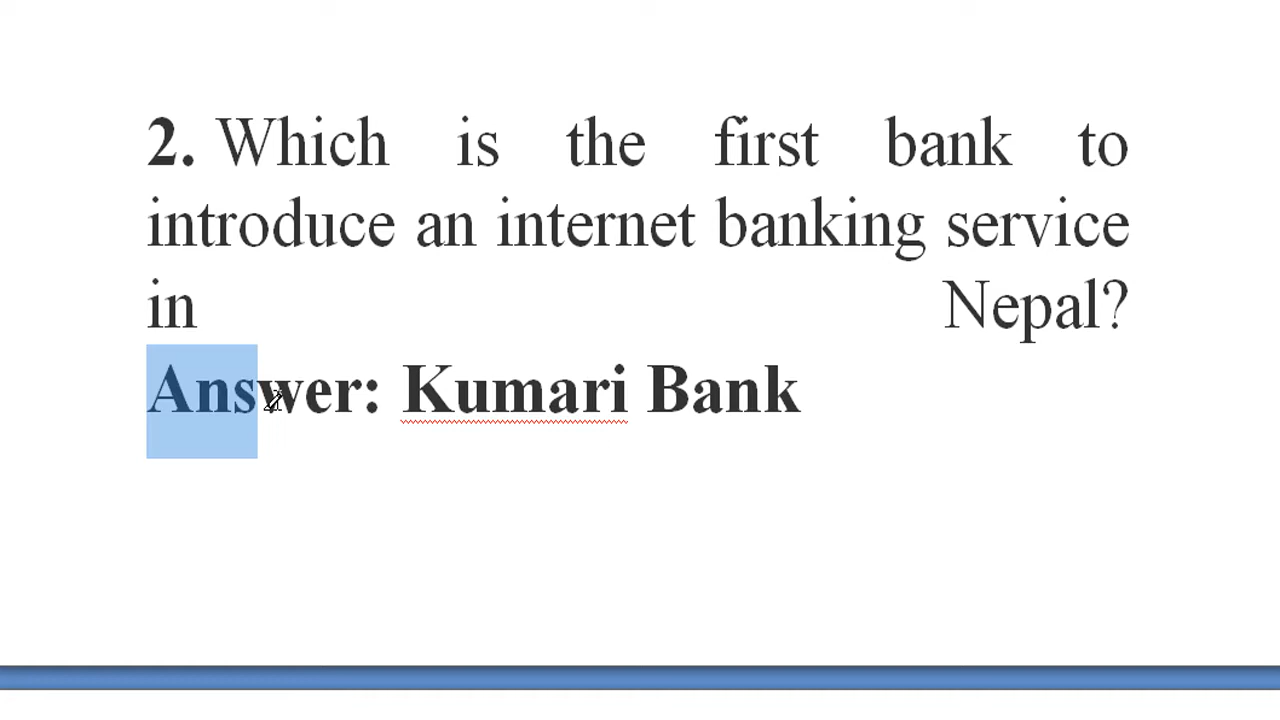 2. Which is the first bank to
introduce an internet banking service
in Nepal?
Answer: Kumari Bank